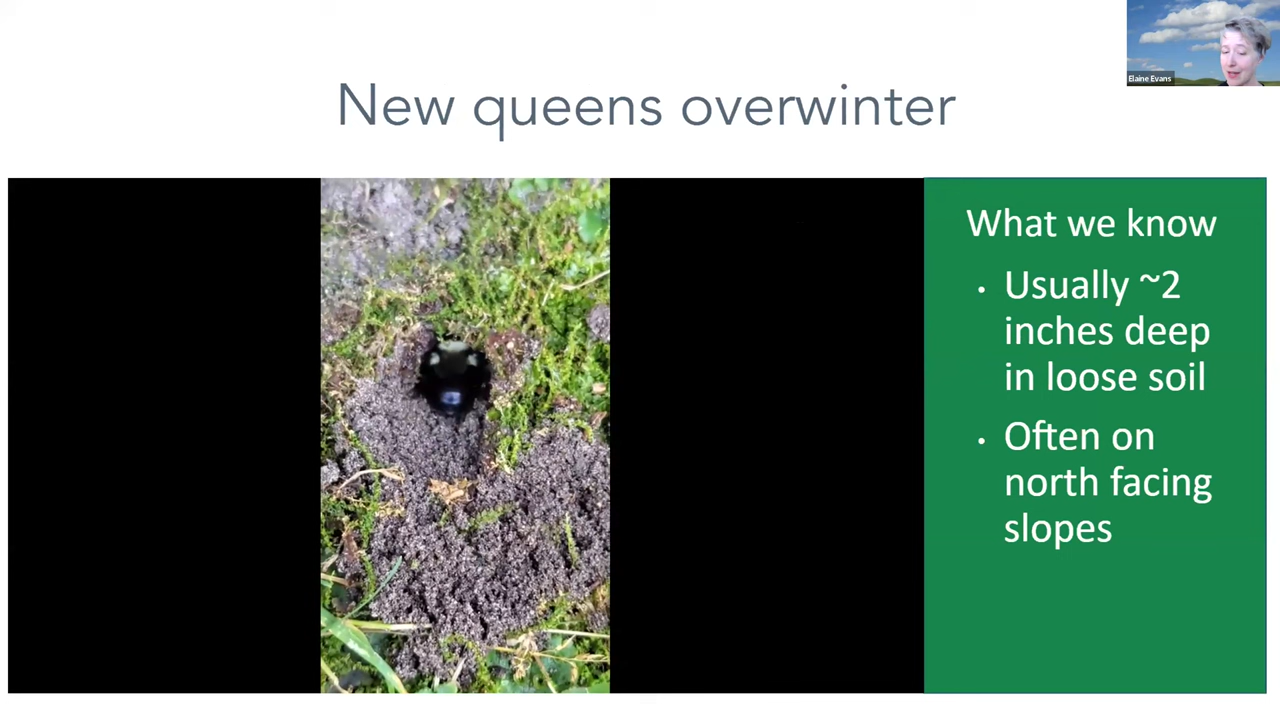 Elaine Evans
New queens overwinter
What we know
• Usually ~2
inches deep
in loose soil
• Often on
north facing
slopes